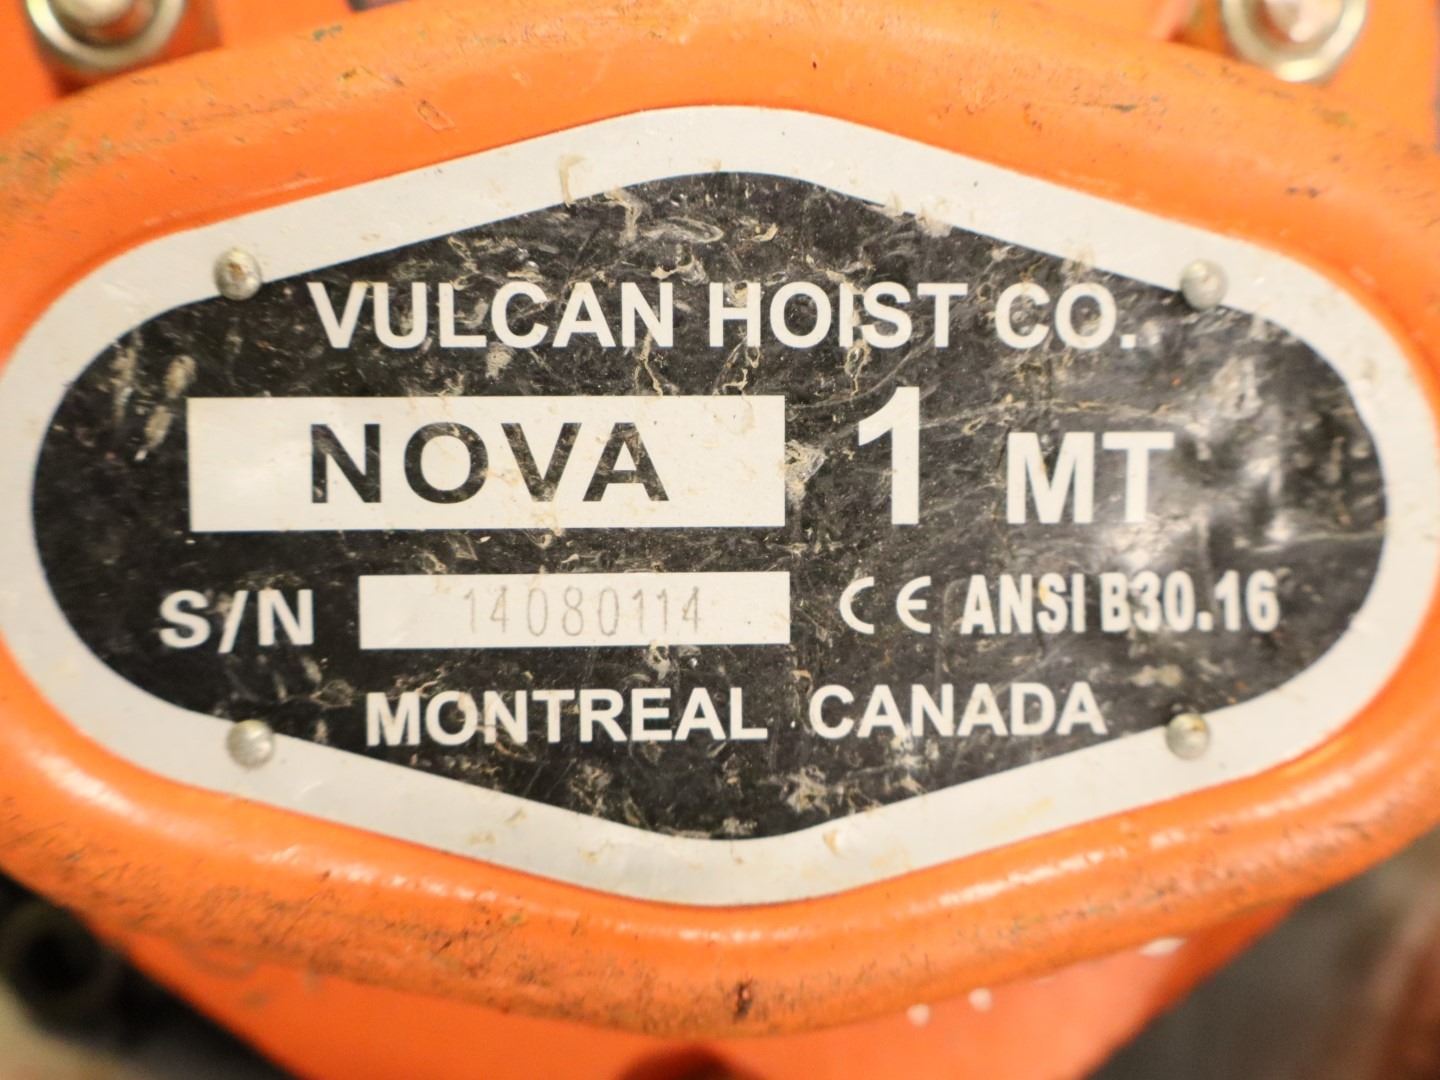 VULCAN HOIST CO.
NOVA 1 MT
S/N 14080114 CE ANSI B30.16
MONTREAL CANADA